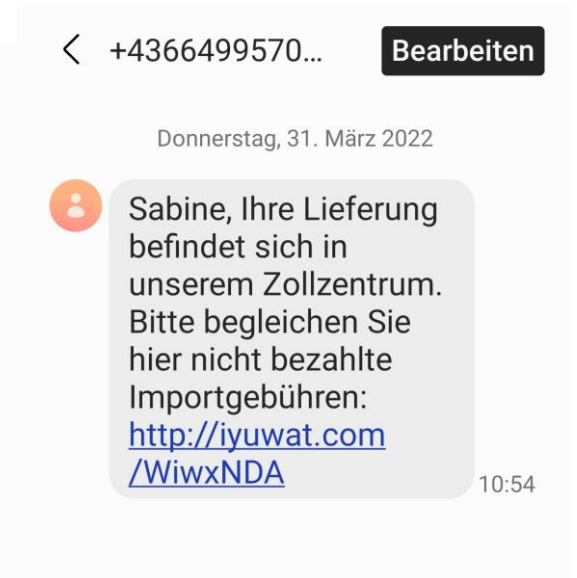 +4366499570... Bearbeiten
Donnerstag, 31. März 2022
Sabine, Ihre Lieferung
befindet sich in
unserem Zollzentrum.
Bitte begleichen Sie
hier nicht bezahlte
Importgebühren:
http://iyuwat.com
/WiwxNDA
10:54